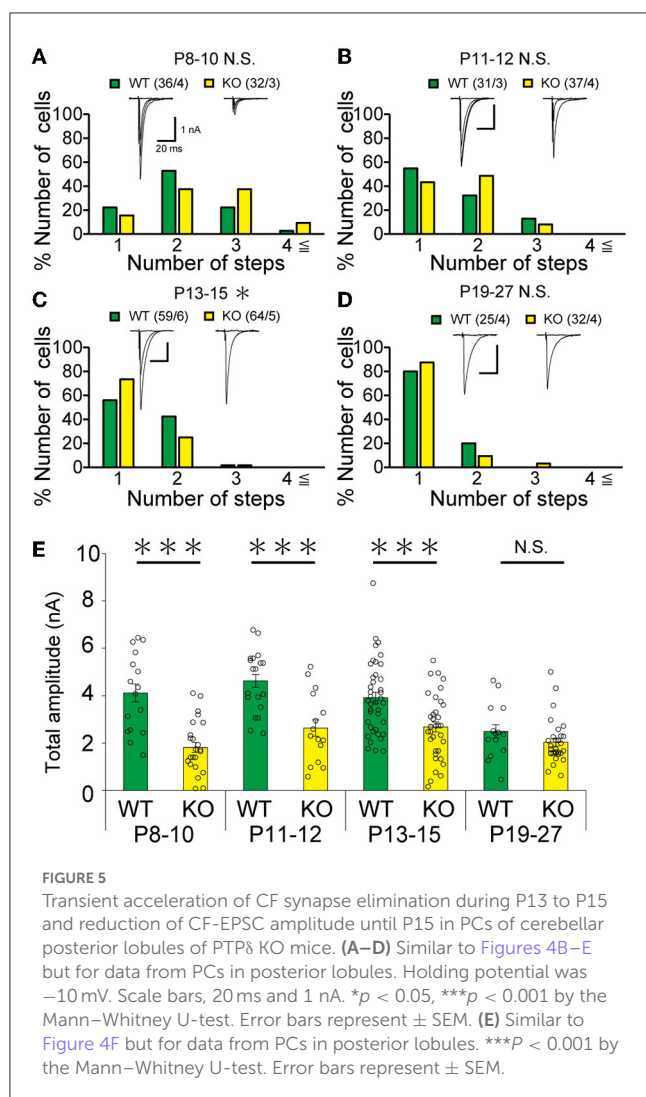 A
P8-10 N.S.
WT (36/4) KO (32/3)
1 nA
20 ms
% Number of cells
100
80
60
40
20
0
1 2 3 4 ≦
Number of steps
B
P11-12 N.S.
WT (31/3) KO (37/4)
% Number of cells
100
80
60
40
20
0
1 2 3 4 ≦
Number of steps
C
P13-15 *
WT (59/6) KO (64/5)
% Number of cells
100
80
60
40
20
0
1 2 3 4 ≦
Number of steps
D
P19-27 N.S.
WT (25/4) KO (32/4)
% Number of cells
100
80
60
40
20
0
1 2 3 4 ≦
Number of steps
E
Total amplitude (nA)
10
8
6
4
2
0
*** *** *** N.S.
WT KO WT KO WT KO WT KO
P8-10 P11-12 P13-15 P19-27
FIGURE 5
Transient acceleration of CF synapse elimination during P13 to P15
and reduction of CF-EPSC amplitude until P15 in PCs of cerebellar
posterior lobules of PTPδ KO mice. (A–D) Similar to Figures 4B–E
but for data from PCs in posterior lobules. Holding potential was
−10 mV. Scale bars, 20 ms and 1 nA. *p < 0.05, ***p < 0.001 by the
Mann–Whitney U-test. Error bars represent ± SEM. (E) Similar to
Figure 4F but for data from PCs in posterior lobules. ***P < 0.001 by
the Mann–Whitney U-test. Error bars represent ± SEM.